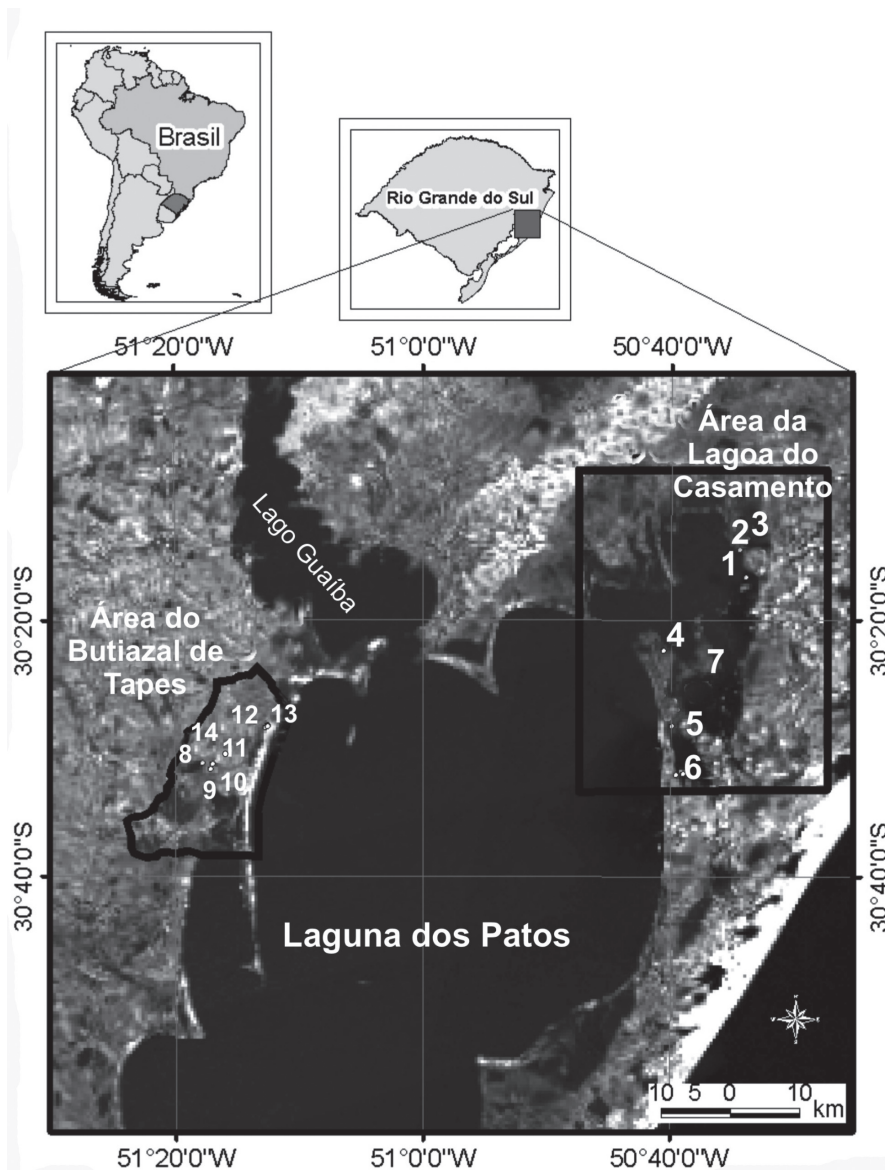 Brasil
Rio Grande do Sul
51°20'0"W
51°0'0"W
50°40'0"W
Área da
Lagoa do
Casamento
Lago Guaíba
2
3
1
30°20'0"S
30°20'0"S
Área do
Butiazal de
Tapes
4
7
12
13
14
5
8
11
6
9
10
30°40'0"S
30°40'0"S
Laguna dos Patos
10 5 0 10
km
51°20'0"W
51°0'0"W
50°40'0"W